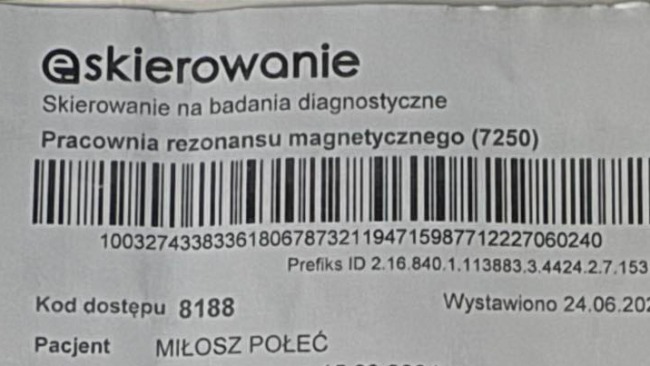 eskierowanie
Skierowanie na badania diagnostyczne
Pracownia rezonansu magnetycznego (7250)
10032743383361806787321194715987712227060240
Prefiks ID 2.16.840.1.113883.3.4424.2.7.153
Kod dostępu 8188
Wystawiono 24.06.202
Pacjent MIŁOSZ POŁEĆ